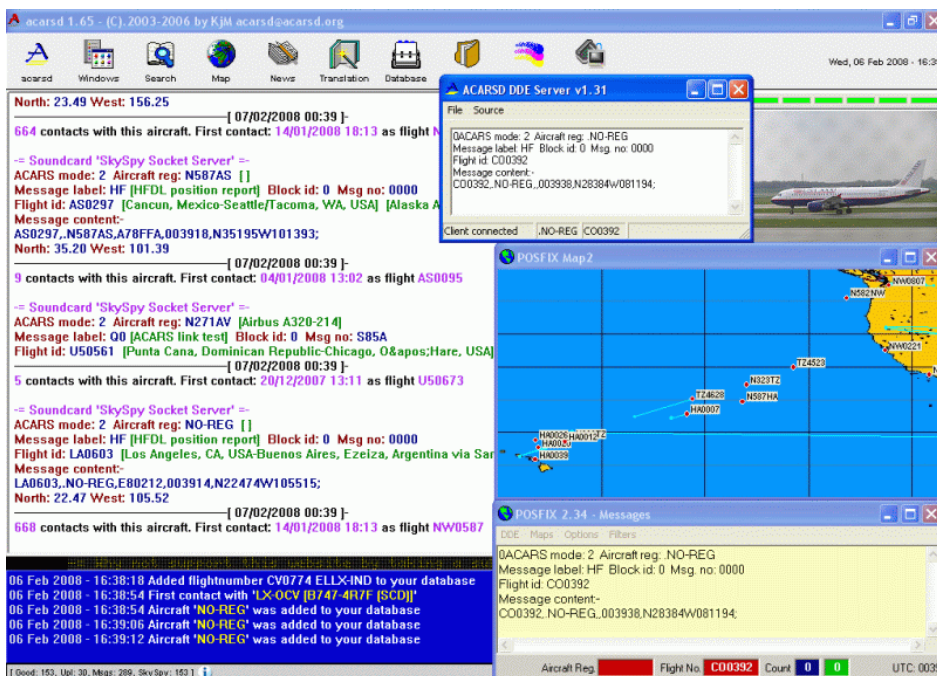 acarsd 1.65 - (C).2003-2006 by KjM acarsd@acarsd.org
acarsd Windows Search Map News Translation Database
Wed, 06 Feb 2008 - 16:39
North: 23.49 West: 156.25
[ 07/02/2008 00:39 ]-
664 contacts with this aircraft. First contact: 14/01/2008 18:13 as flight
-= Soundcard 'SkySpy Socket Server' =-
ACARS mode: 2 Aircraft reg: N587AS [ ]
Message label: HF [HFDL position report] Block id: 0 Msg no: 0000
Flight id: AS0297 [Cancun, Mexico-Seattle/Tacoma, WA, USA] [Alaska A
Message content:-
AS0297,.N587AS,A78FFA,003918,N35195W101393;
North: 35.20 West: 101.39
[ 07/02/2008 00:39 ]-
9 contacts with this aircraft. First contact: 04/01/2008 13:02 as flight AS0095
-= Soundcard 'SkySpy Socket Server' =-
ACARS mode: 2 Aircraft reg: N271AV [Airbus A320-214]
Message label: Q0 [ACARS link test] Block id: 0 Msg no: S85A
Flight id: U50561 [Punta Cana, Dominican Republic-Chicago, O&apos;Hare, USA]
[ 07/02/2008 00:39 ]-
5 contacts with this aircraft. First contact: 20/12/2007 13:11 as flight U50673
-= Soundcard 'SkySpy Socket Server' =-
ACARS mode: 2 Aircraft reg: NO-REG [ ]
Message label: HF [HFDL position report] Block id: 0 Msg no: 0000
Flight id: LA0603 [Los Angeles, CA, USA-Buenos Aires, Ezeiza, Argentina via Sar
Message content:-
LA0603,.NO-REG,E80212,003914,N22474W105515;
North: 22.47 West: 105.52
[ 07/02/2008 00:39 ]-
668 contacts with this aircraft. First contact: 14/01/2008 18:13 as flight NW0587
06 Feb 2008 - 16:38:18 Added flightnumber CV0774 ELLX-IND to your database
06 Feb 2008 - 16:38:54 First contact with 'LX-OCV [B747-4R7F [SCD]]'
06 Feb 2008 - 16:38:54 Aircraft 'NO-REG' was added to your database
06 Feb 2008 - 16:39:06 Aircraft 'NO-REG' was added to your database
06 Feb 2008 - 16:39:12 Aircraft 'NO-REG' was added to your database
[ Good: 153, Upl: 30, Msgs: 289, SkySpy: 153 ]
ACARSD DDE Server v1.31
File Source
0ACARS mode: 2 Aircraft reg: .NO-REG
Message label: HF Block id: 0 Msg. no: 0000
Flight id: CO0392
Message content:-
CO0392,.NO-REG,,003938,N28384W081194;
Client connected .NO-REG CO0392
POSFIX Map2
NW0807
N582NW
NW0221
TZ4523
N323TZ
TZ4628
N587HA
HA0007
HA0026
HA0012
TZ
HA0039
POSFIX 2.34 - Messages
DDE Maps Options Filters
0ACARS mode: 2 Aircraft reg: .NO-REG
Message label: HF Block id: 0 Msg. no: 0000
Flight id: CO0392
Message content:-
CO0392,.NO-REG,,003938,N28384W081194;
Aircraft Reg. Flight No. CO0392 Count 0 0 UTC: 0039